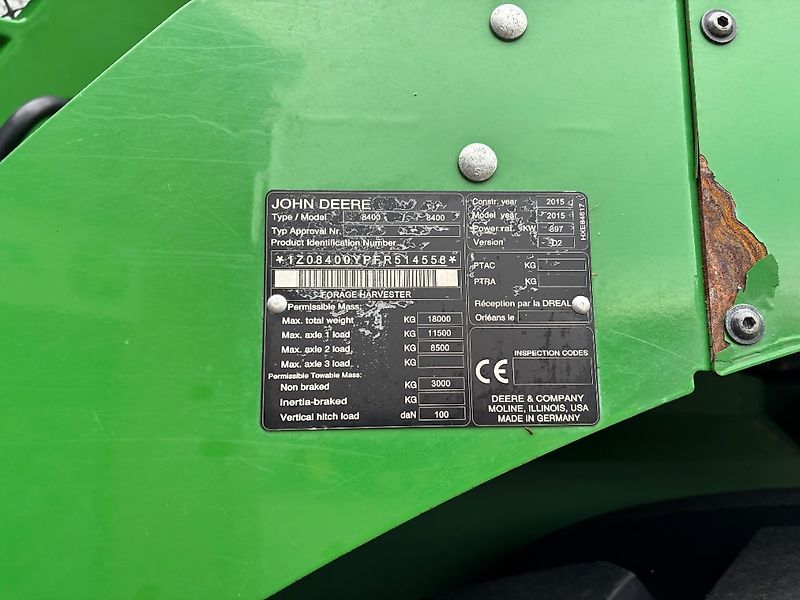 JOHN DEERE
Type / Model 8400 / 8400
Typ Approval Nr.
Product Identification Number
*1Z08400YPFR514558*
FORAGE HARVESTER
Permissible Mass:
Max. total weight KG 18000
Max. axle 1 load KG 11500
Max. axle 2 load KG 8500
Max. axle 3 load KG
Permissible Towable Mass:
Non braked KG 3000
Inertia-braked KG
Vertical hitch load daN 100
Constr. year 2015
Model year 2015
Power rat. KW 397
Version D2
HXE84617
PTAC KG
PTRA KG
Réception par la DREAL
Orléans le
CE
INSPECTION CODES
DEERE & COMPANY
MOLINE, ILLINOIS, USA
MADE IN GERMANY